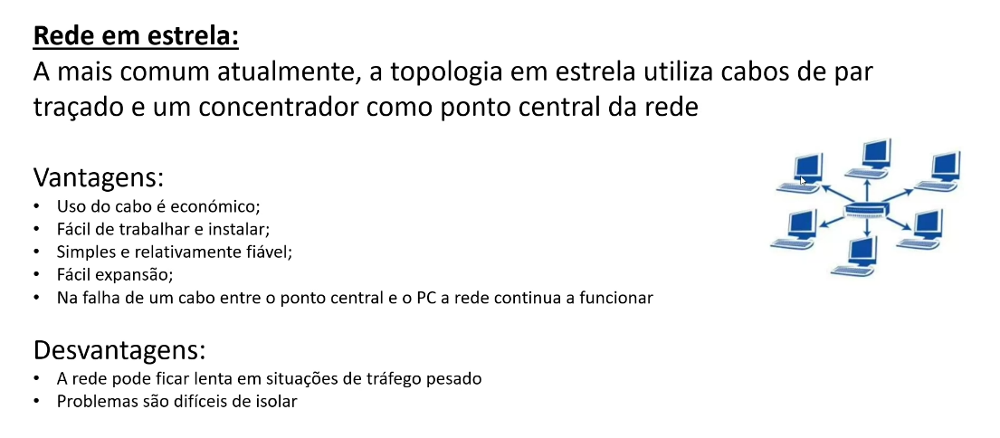 Rede em estrela:
A mais comum atualmente, a topologia em estrela utiliza cabos de par
traçado e um concentrador como ponto central da rede
Vantagens:
• Uso do cabo é económico;
• Fácil de trabalhar e instalar;
• Simples e relativamente fiável;
• Fácil expansão;
• Na falha de um cabo entre o ponto central e o PC a rede continua a funcionar
Desvantagens:
• A rede pode ficar lenta em situações de tráfego pesado
• Problemas são difíceis de isolar